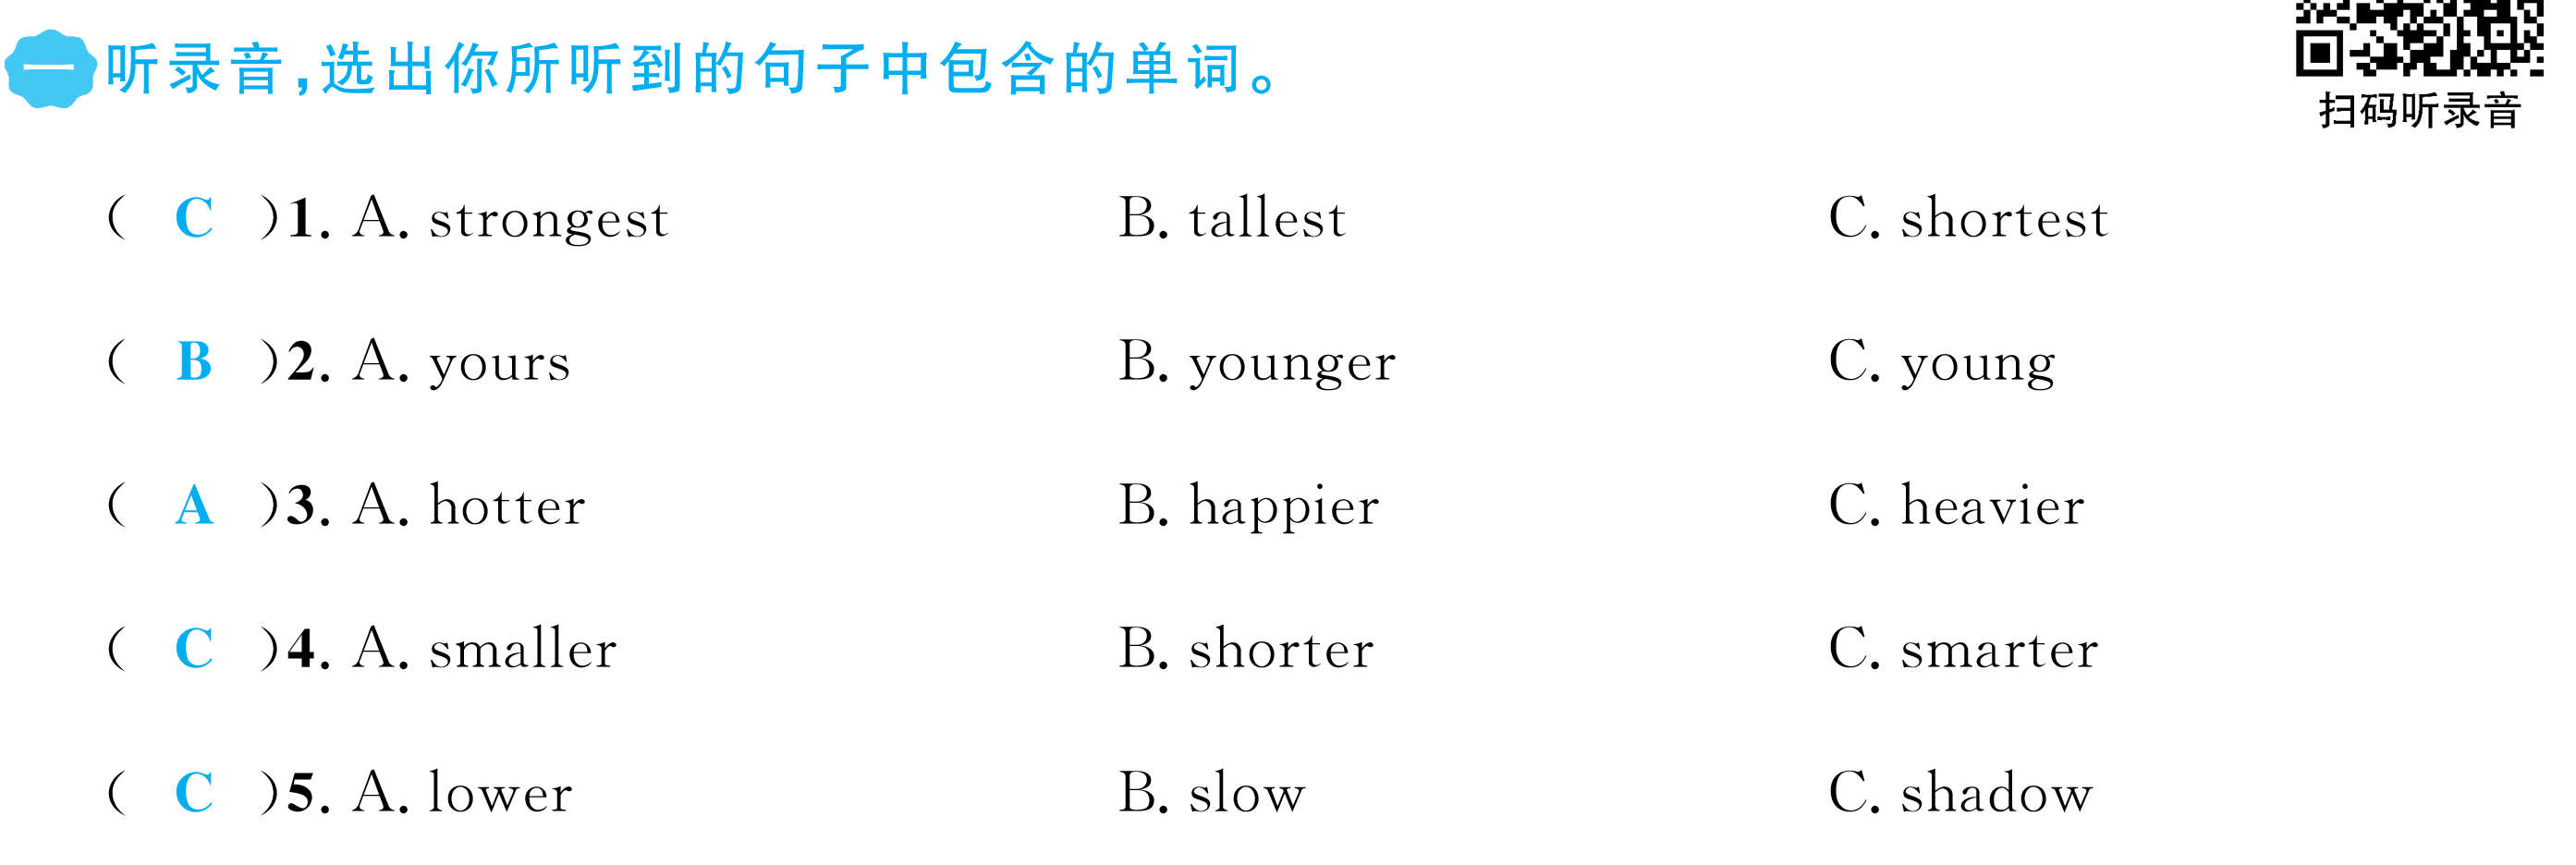 一 听录音,选出你所听到的句子中包含的单词。
扫码听录音
( C )1. A. strongest B. tallest C. shortest
( B )2. A. yours B. younger C. young
( A )3. A. hotter B. happier C. heavier
( C )4. A. smaller B. shorter C. smarter
( C )5. A. lower B. slow C. shadow